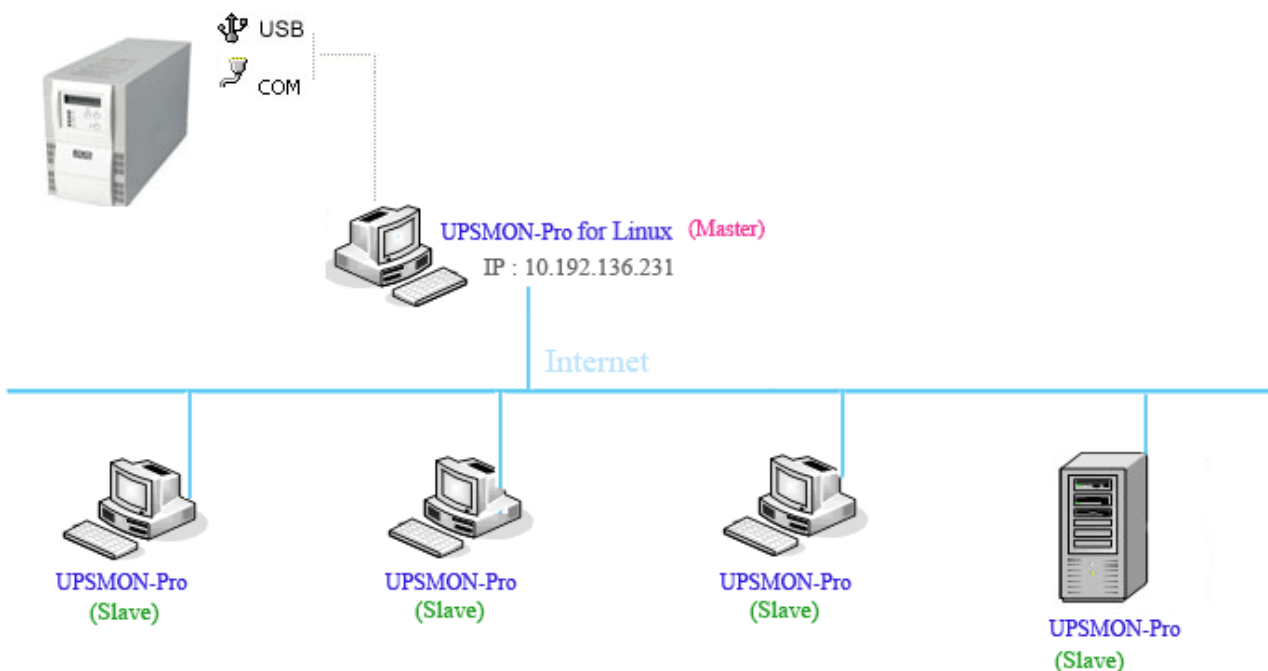 USB
COM
UPSMON-Pro for Linux (Master)
IP : 10.192.136.231
Internet
UPSMON-Pro
(Slave)
UPSMON-Pro
(Slave)
UPSMON-Pro
(Slave)
UPSMON-Pro
(Slave)